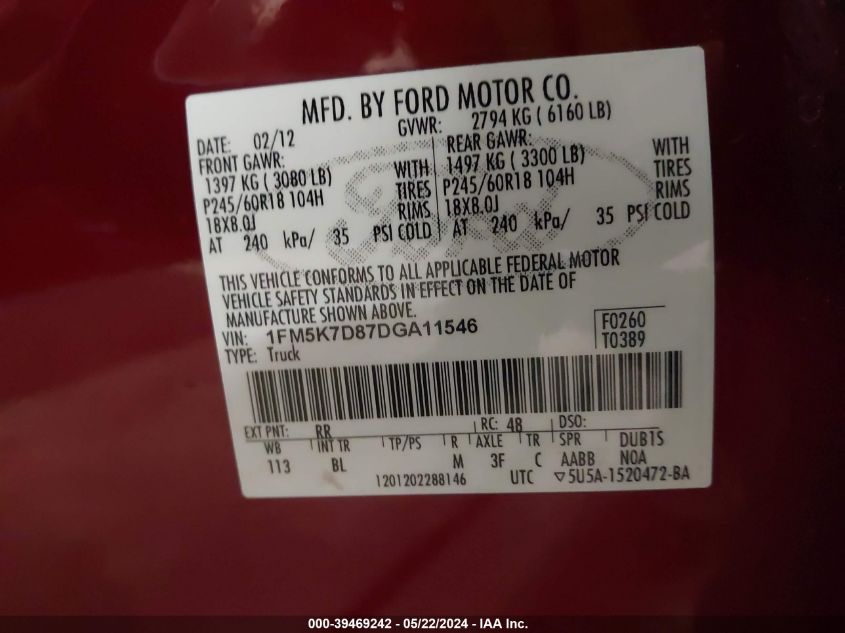 MFD. BY FORD MOTOR CO.
DATE: 02/12 GVWR: 2794 KG ( 6160 LB)
FRONT GAWR: REAR GAWR:
1397 KG ( 3080 LB) WITH 1497 KG ( 3300 LB) WITH
P245/60R18 104H TIRES P245/60R18 104H TIRES
18X8.0J RIMS 18X8.0J RIMS
AT 240 kPa/ 35 PSI COLD AT 240 kPa/ 35 PSI COLD
THIS VEHICLE CONFORMS TO ALL APPLICABLE FEDERAL MOTOR
VEHICLE SAFETY STANDARDS IN EFFECT ON THE DATE OF
MANUFACTURE SHOWN ABOVE.
VIN: 1FM5K7D87DGA11546 F0260
TYPE: Truck T0389
EXT PNT: RR RC: 48 DSO:
WB INT TR TP/PS R AXLE TR SPR DUB1S
113 BL M 3F C AABB N0A
1201202288146 UTC ▽5U5A-1520472-BA
000-39469242 - 05/22/2024 - IAA Inc.